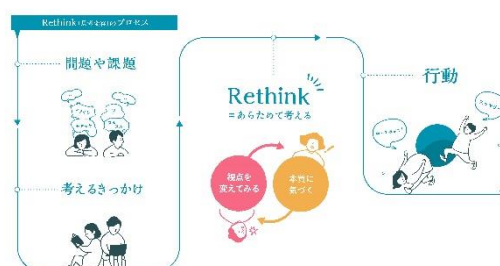 Rethink
のプロセス
問題や課題
考えるきっかけ
Rethink
=あらためて考える
視点を
変えてみる
本質に
気づく
行動